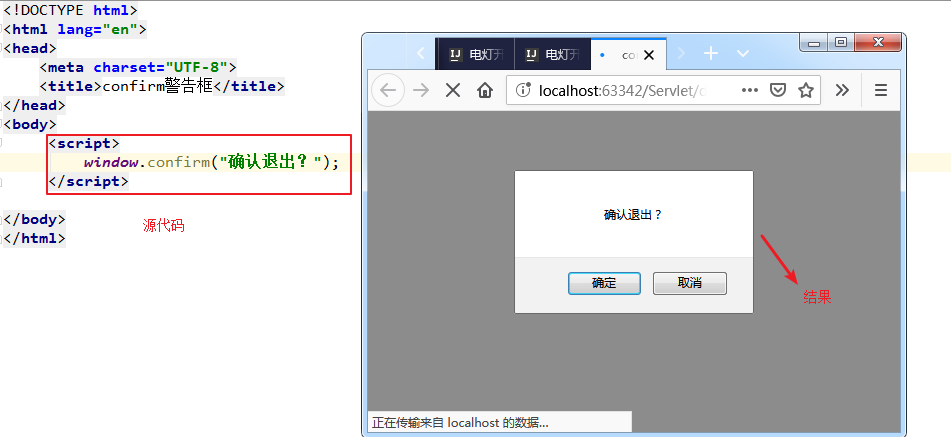 <!DOCTYPE html>
<html lang="en">
<head>
<meta charset="UTF-8">
<title>confirm警告框</title>
</head>
<body>
<script>
window.confirm("确认退出？");
</script>
</body>
</html>
源代码
电灯开
电灯开
co
localhost:63342/Servlet/c
确认退出？
确定
取消
结果
正在传输来自 localhost 的数据...